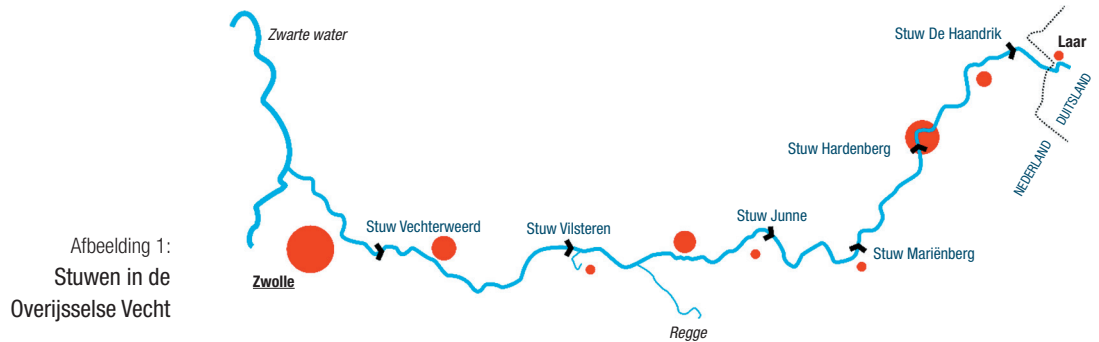 Zwarte water
Stuw De Haandrik
Laar
DUITSLAND
NEDERLAND
Stuw Hardenberg
Stuw Vechterweerd
Stuw Vilsteren
Stuw Junne
Stuw Mariënberg
Zwolle
Regge
Afbeelding 1:
Stuwen in de
Overijsselse Vecht